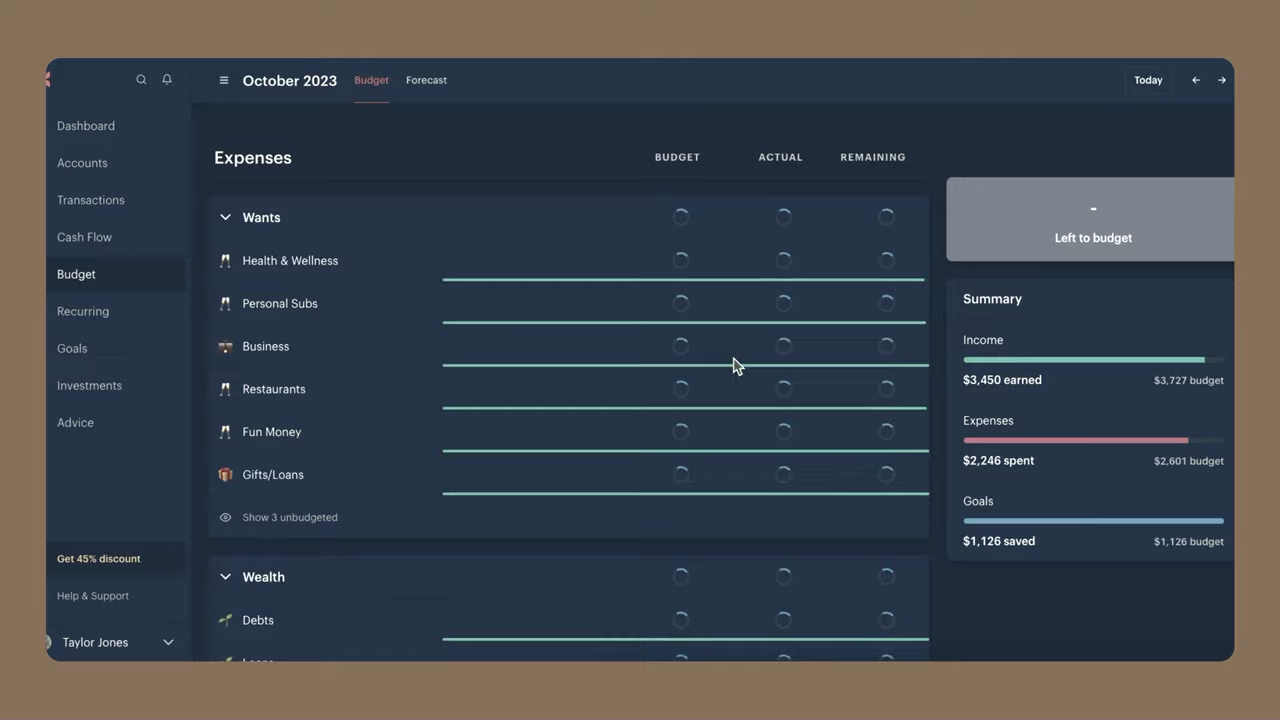 October 2023 Budget Forecast Today
Dashboard
Accounts
Transactions
Cash Flow
Budget
Recurring
Goals
Investments
Advice
Get 45% discount
Help & Support
Taylor Jones
Expenses BUDGET ACTUAL REMAINING
Wants
Health & Wellness
Personal Subs
Business
Restaurants
Fun Money
Gifts/Loans
Show 3 unbudgeted
Wealth
Debts
-
Left to budget
Summary
Income
$3,450 earned $3,727 budget
Expenses
$2,246 spent $2,601 budget
Goals
$1,126 saved $1,126 budget